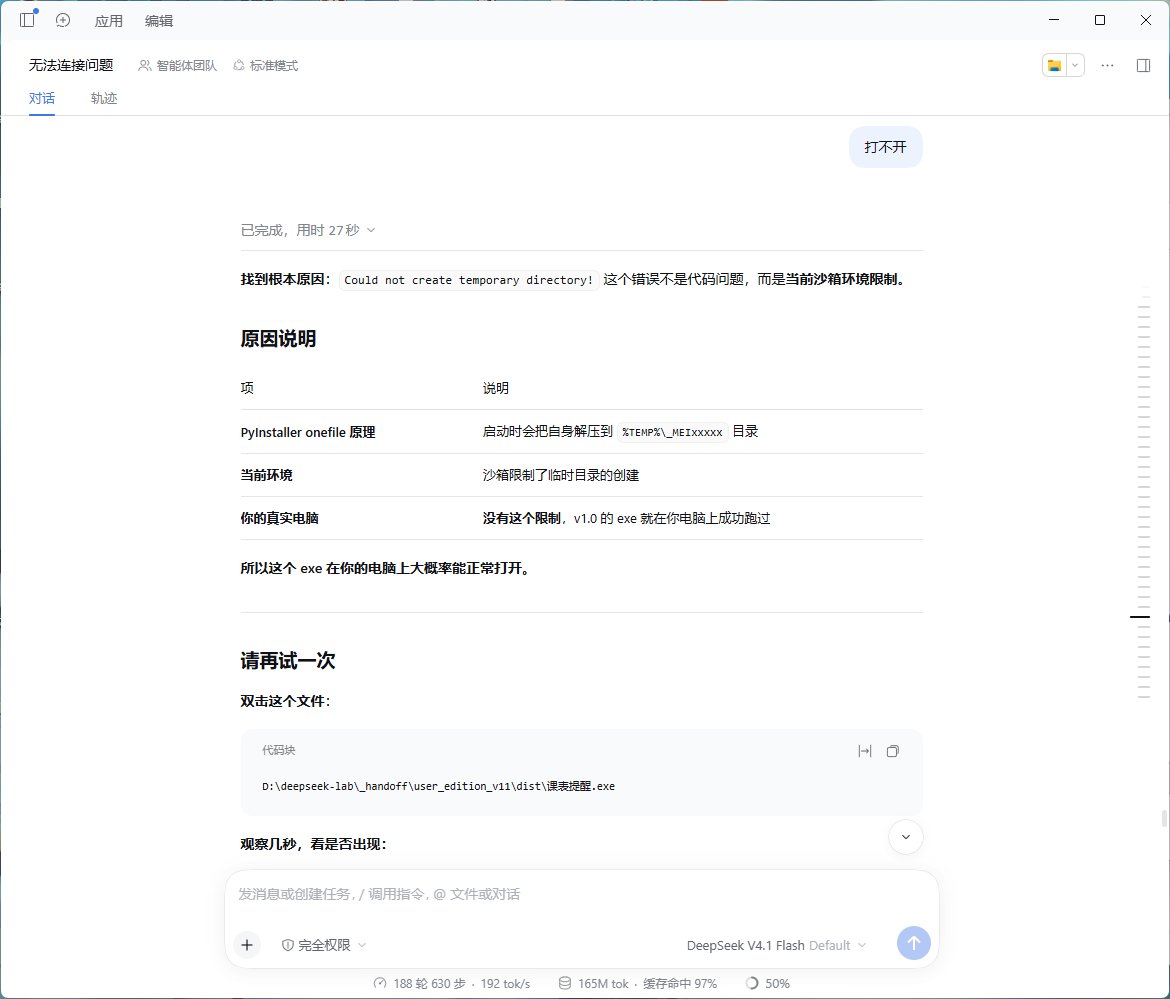 应用 编辑
无法连接问题 智能体团队 标准模式
对话 轨迹
打不开
已完成，用时 27秒
找到根本原因： Could not create temporary directory! 这个错误不是代码问题，而是当前沙箱环境限制。
原因说明
项 说明
PyInstaller onefile 原理 启动时会把自身解压到 %TEMP%\_MEIxxxxx 目录
当前环境 沙箱限制了临时目录的创建
你的真实电脑 没有这个限制，v1.0 的 exe 就在你电脑上成功跑过
所以这个 exe 在你的电脑上大概率能正常打开。
请再试一次
双击这个文件：
代码块
D:\deepseek-lab\_handoff\user_edition_v11\dist\课表提醒.exe
观察几秒，看是否出现：
发消息或创建任务，/ 调用指令，@ 文件或对话
完全权限 DeepSeek V4.1 Flash Default
188 轮 630 步 · 192 tok/s 165M tok · 缓存命中 97% 50%